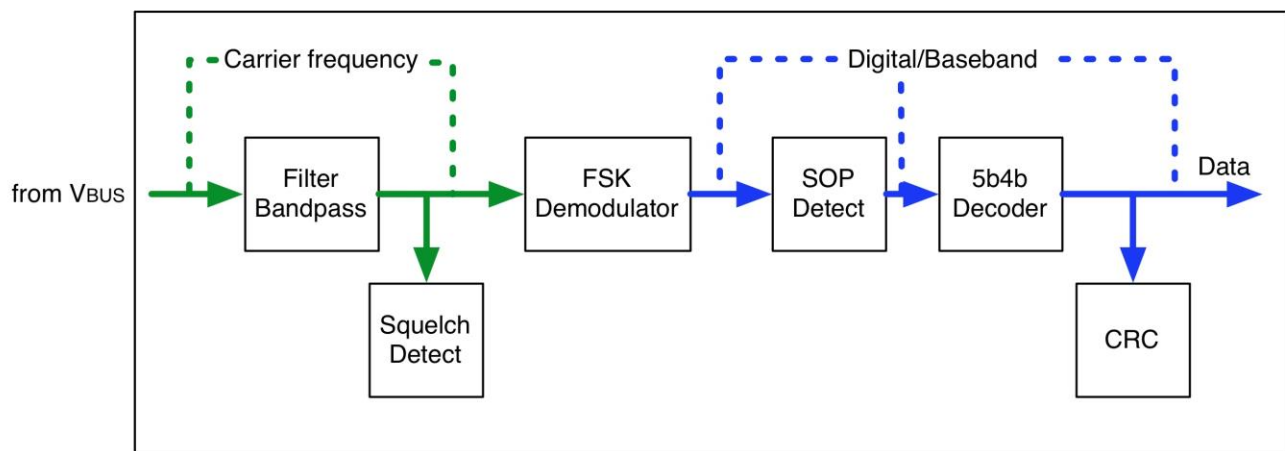 Carrier frequency
Digital/Baseband
from VBUS
Filter
Bandpass
FSK
Demodulator
SOP
Detect
5b4b
Decoder
Data
Squelch
Detect
CRC